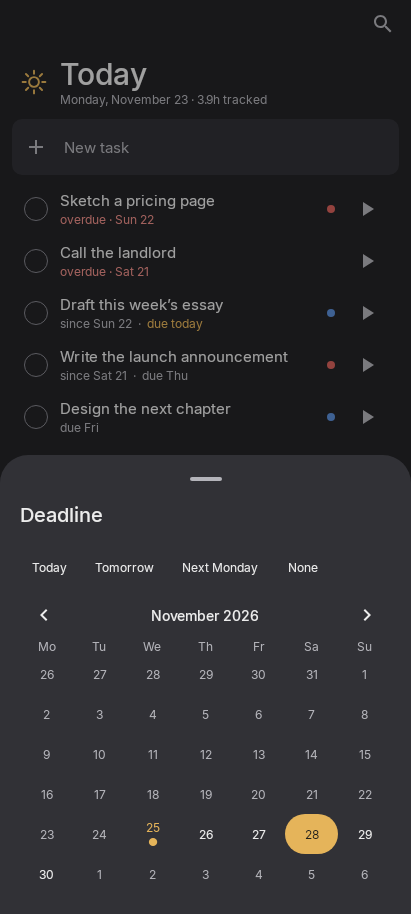 Today
Monday, November 23 · 3.9h tracked
New task
Sketch a pricing page
overdue · Sun 22
Call the landlord
overdue · Sat 21
Draft this week’s essay
since Sun 22 · due today
Write the launch announcement
since Sat 21 · due Thu
Design the next chapter
due Fri
Deadline
Today Tomorrow Next Monday None
November 2026
Mo Tu We Th Fr Sa Su
26 27 28 29 30 31 1
2 3 4 5 6 7 8
9 10 11 12 13 14 15
16 17 18 19 20 21 22
23 24 25 26 27 28 29
30 1 2 3 4 5 6